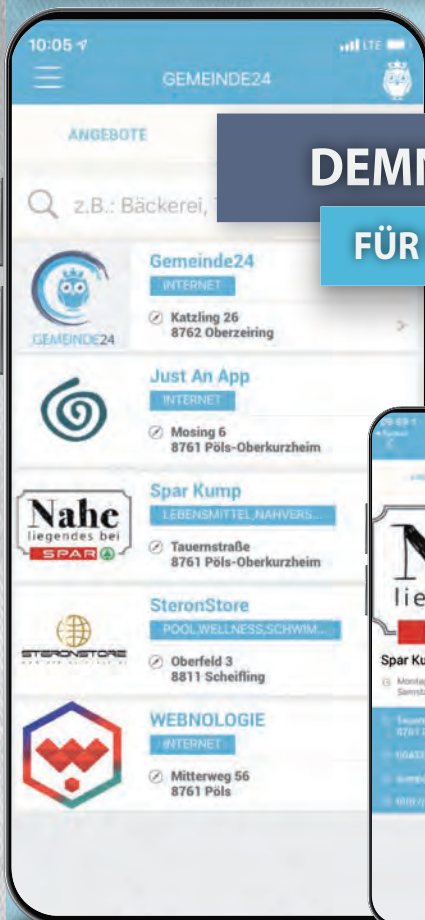 10:05
LTE
GEMEINDE24
ANGEBOTE
DEM
FÜR
z.B.: Bäckerei,
GEMEINDE24
Gemeinde24
INTERNET
Katzling 26
8762 Oberzeiring
Just An App
INTERNET
Mosing 6
8761 Pöls-Oberkurzheim
Nahe
liegendes bei
SPAR
Spar Kump
LEBENSMITTEL,NAHVERS...
Tauernstraße
8761 Pöls-Oberkurzheim
STERONSTORE
SteronStore
POOL,WELLNESS,SCHWIM...
Oberfeld 3
8811 Scheifling
WEBNOLOGIE
INTERNET
Mitterweg 56
8761 Pöls
N
lie
Spar Ku